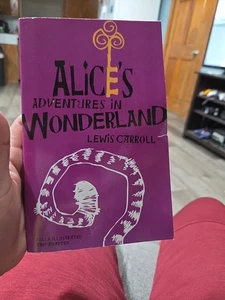 ALiCE'S
ADVENTURES IN
WONDERLAND
LEWIS CARROLL